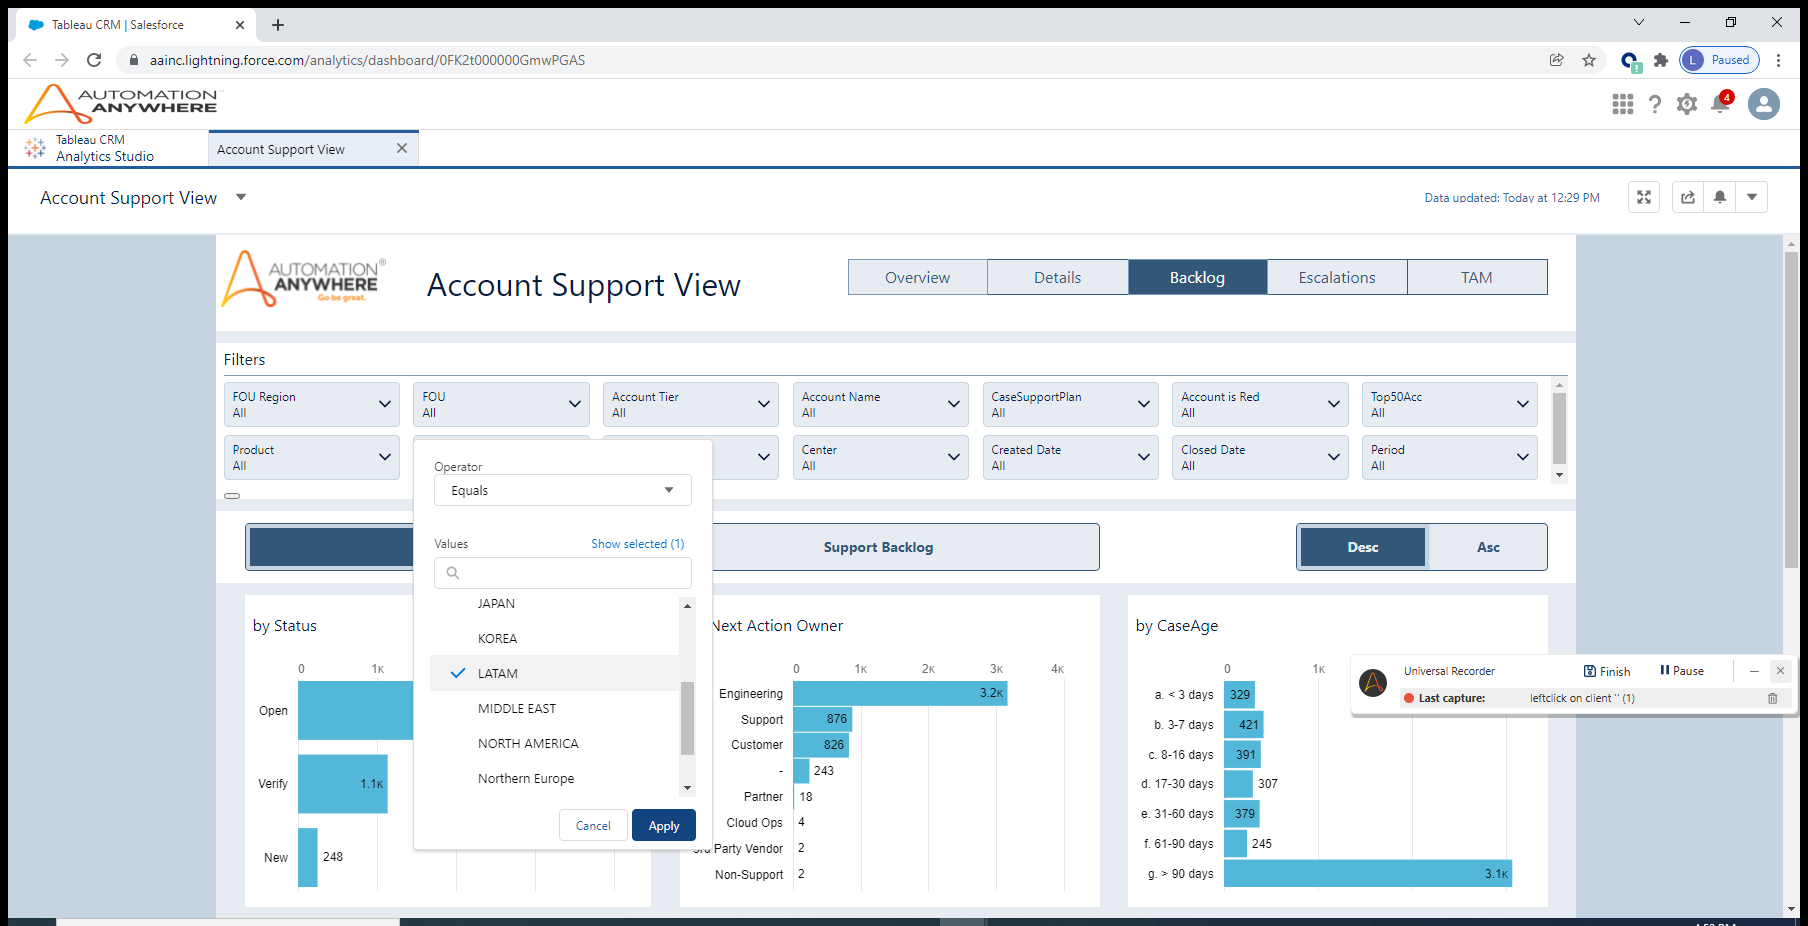 Tableau CRM | Salesforce
aainc.lightning.force.com/analytics/dashboard/0FK2t000000GmwPGAS
L Paused
AUTOMATION
ANYWHERE
4
Tableau CRM
Analytics Studio
Account Support View
Account Support View
Data updated: Today at 12:29 PM
AUTOMATION®
ANYWHERE
Go be great.
Account Support View
Overview
Details
Backlog
Escalations
TAM
Filters
FOU Region
All
FOU
All
Account Tier
All
Account Name
All
CaseSupportPlan
All
Account is Red
All
Top50Acc
All
Product
All
Center
All
Created Date
All
Closed Date
All
Period
All
Operator
Equals
Values
Show selected (1)
JAPAN
KOREA
LATAM
MIDDLE EAST
NORTH AMERICA
Northern Europe
Cancel
Apply
Support Backlog
Desc
Asc
by Status
0 1K
Open
Verify 1.1K
New 248
Next Action Owner
0 1K 2K 3K 4K
Engineering 3.2K
Support 876
Customer 826
- 243
Partner 18
Cloud Ops 4
3rd Party Vendor 2
Non-Support 2
by CaseAge
0 1K
a. < 3 days 329
b. 3-7 days 421
c. 8-16 days 391
d. 17-30 days 307
e. 31-60 days 379
f. 61-90 days 245
g. > 90 days 3.1K
Universal Recorder
Finish
Pause
Last capture: leftclick on client '' (1)